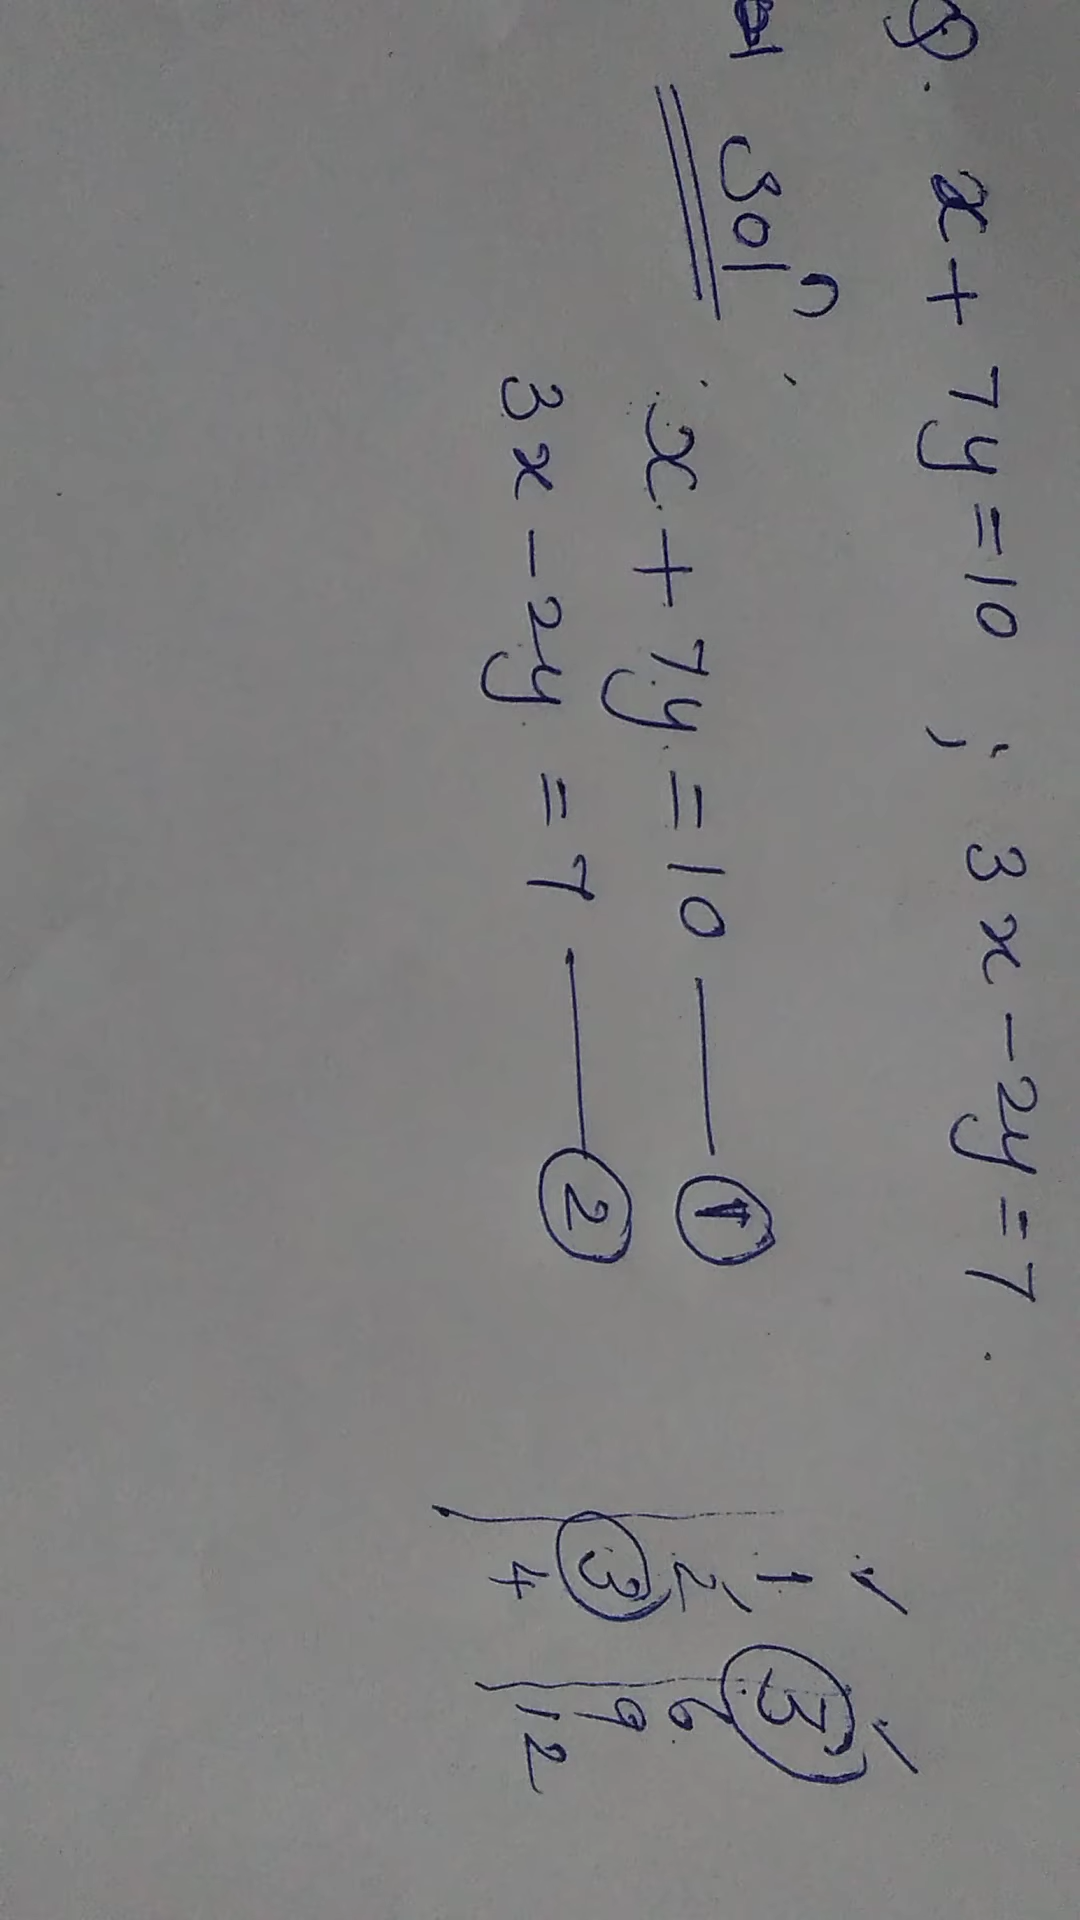 Q. x + 7y = 10 ; 3x - 2y = 7.
Solⁿ
x + 7y = 10 — 1
3x - 2y = 7 — 2
1 3
2 6
3 9
4 12